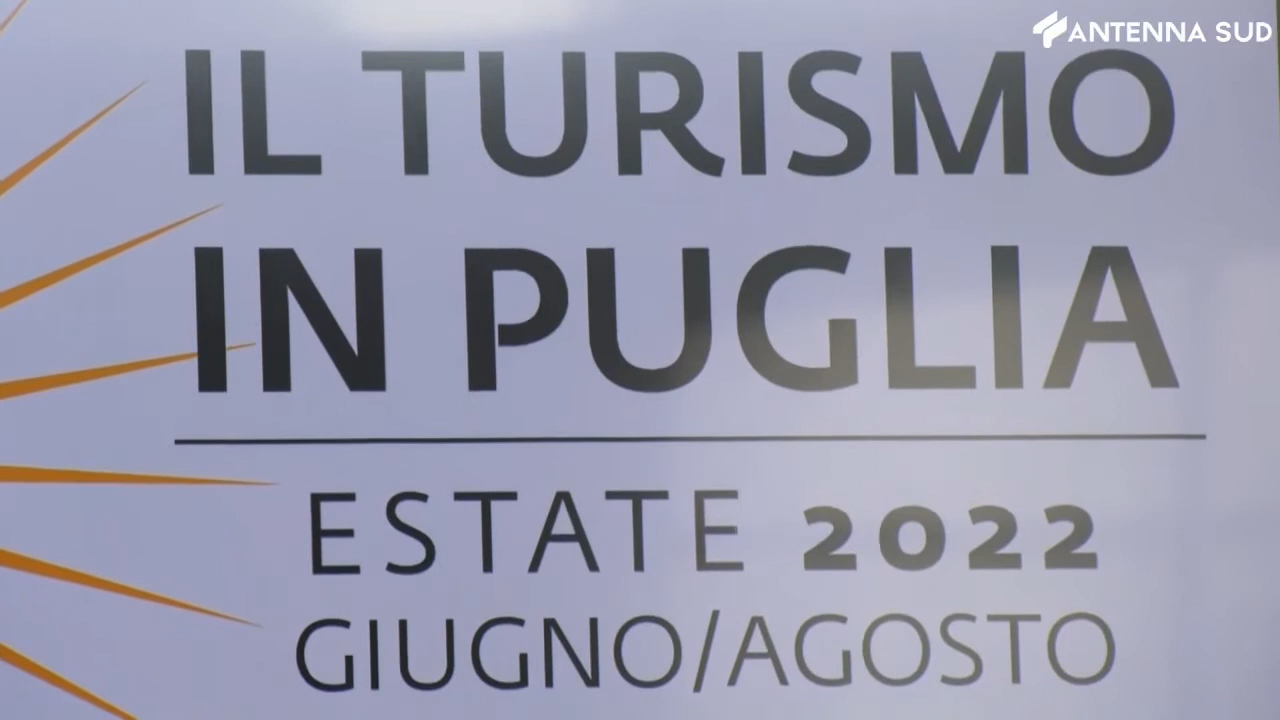 ANTENNA SUD
IL TURISMO
IN PUGLIA
ESTATE 2022
GIUGNO/AGOSTO